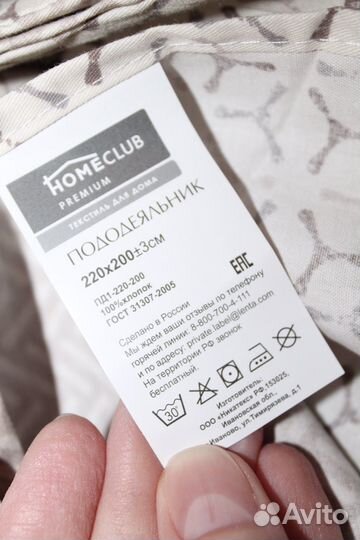 HOMECLUB
PREMIUM
ТЕКСТИЛЬ ДЛЯ ДОМА
ПОДОДЕЯЛЬНИК
220х200±3СМ
ПД1-220-200
100%хлопок
ГОСТ 31307-2005
EAC
Сделано в России
Мы ждем ваши отзывы по телефону
горячей линии: 8-800-700-4-111
и по адресу: private.label@lenta.com
На территории РФ звонок
бесплатный.
30°
Изготовитель:
ООО «Никатекс» РФ,153025,
Ивановская обл.,
г.Иваново, ул.Тимирязева, д.1
Avito